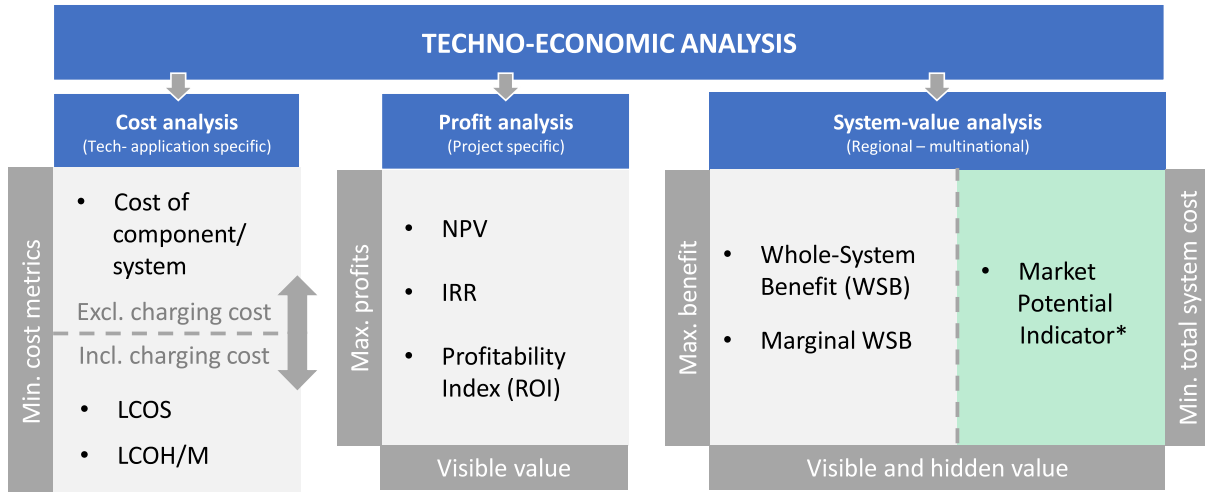 TECHNO-ECONOMIC ANALYSIS
Cost analysis
(Tech- application specific)
Min. cost metrics
• Cost of
component/
system
Excl. charging cost
Incl. charging cost
• LCOS
• LCOH/M
Profit analysis
(Project specific)
Max. profits
• NPV
• IRR
• Profitability
Index (ROI)
Visible value
System-value analysis
(Regional – multinational)
Max. benefit
• Whole-System
Benefit (WSB)
• Marginal WSB
• Market
Potential
Indicator*
Min. total system cost
Visible and hidden value